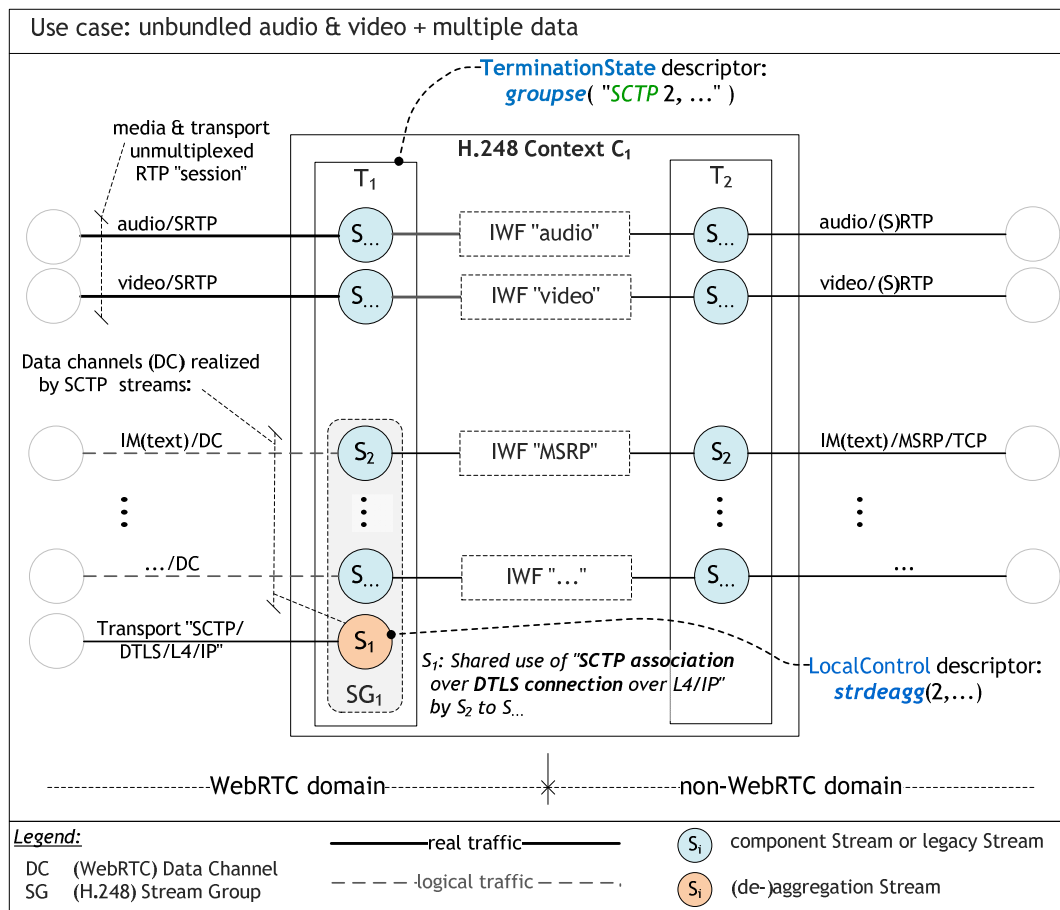 Use case: unbundled audio & video + multiple data
TerminationState descriptor:
groupse( "SCTP 2, ..." )
media & transport
unmultiplexed
RTP "session"
H.248 Context C1
T1
T2
audio/SRTP
S...
IWF "audio"
S...
audio/(S)RTP
video/SRTP
S...
IWF "video"
S...
video/(S)RTP
Data channels (DC) realized
by SCTP streams:
IM(text)/DC
S2
IWF "MSRP"
S2
IM(text)/MSRP/TCP
.../DC
S...
IWF "..."
S...
...
Transport "SCTP/
DTLS/L4/IP"
S1
SG1
S1: Shared use of "SCTP association
over DTLS connection over L4/IP"
by S2 to S...
LocalControl descriptor:
strdeagg(2,...)
WebRTC domain
non-WebRTC domain
Legend:
DC (WebRTC) Data Channel
SG (H.248) Stream Group
real traffic
logical traffic
Si component Stream or legacy Stream
Si (de-)aggregation Stream